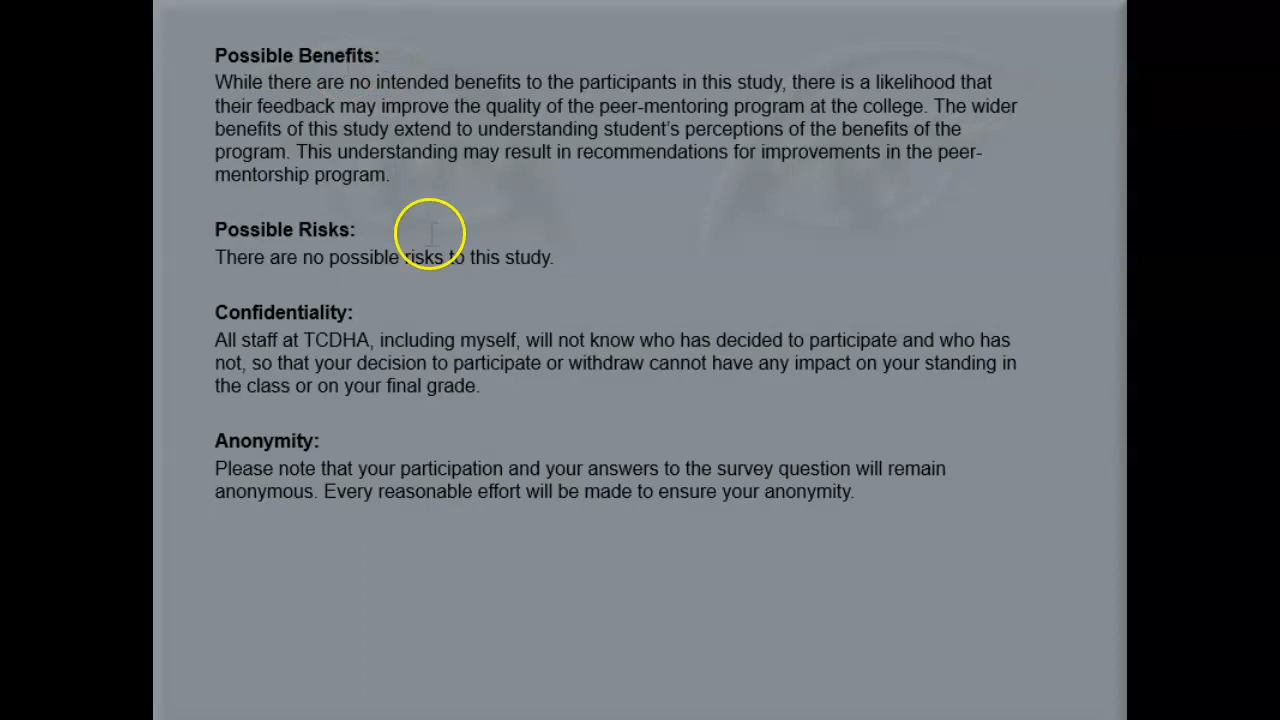 Possible Benefits:
While there are no intended benefits to the participants in this study, there is a likelihood that
their feedback may improve the quality of the peer-mentoring program at the college. The wider
benefits of this study extend to understanding student's perceptions of the benefits of the
program. This understanding may result in recommendations for improvements in the peer-
mentorship program.
Possible Risks:
There are no possible risks to this study.
Confidentiality:
All staff at TCDHA, including myself, will not know who has decided to participate and who has
not, so that your decision to participate or withdraw cannot have any impact on your standing in
the class or on your final grade.
Anonymity:
Please note that your participation and your answers to the survey question will remain
anonymous. Every reasonable effort will be made to ensure your anonymity.